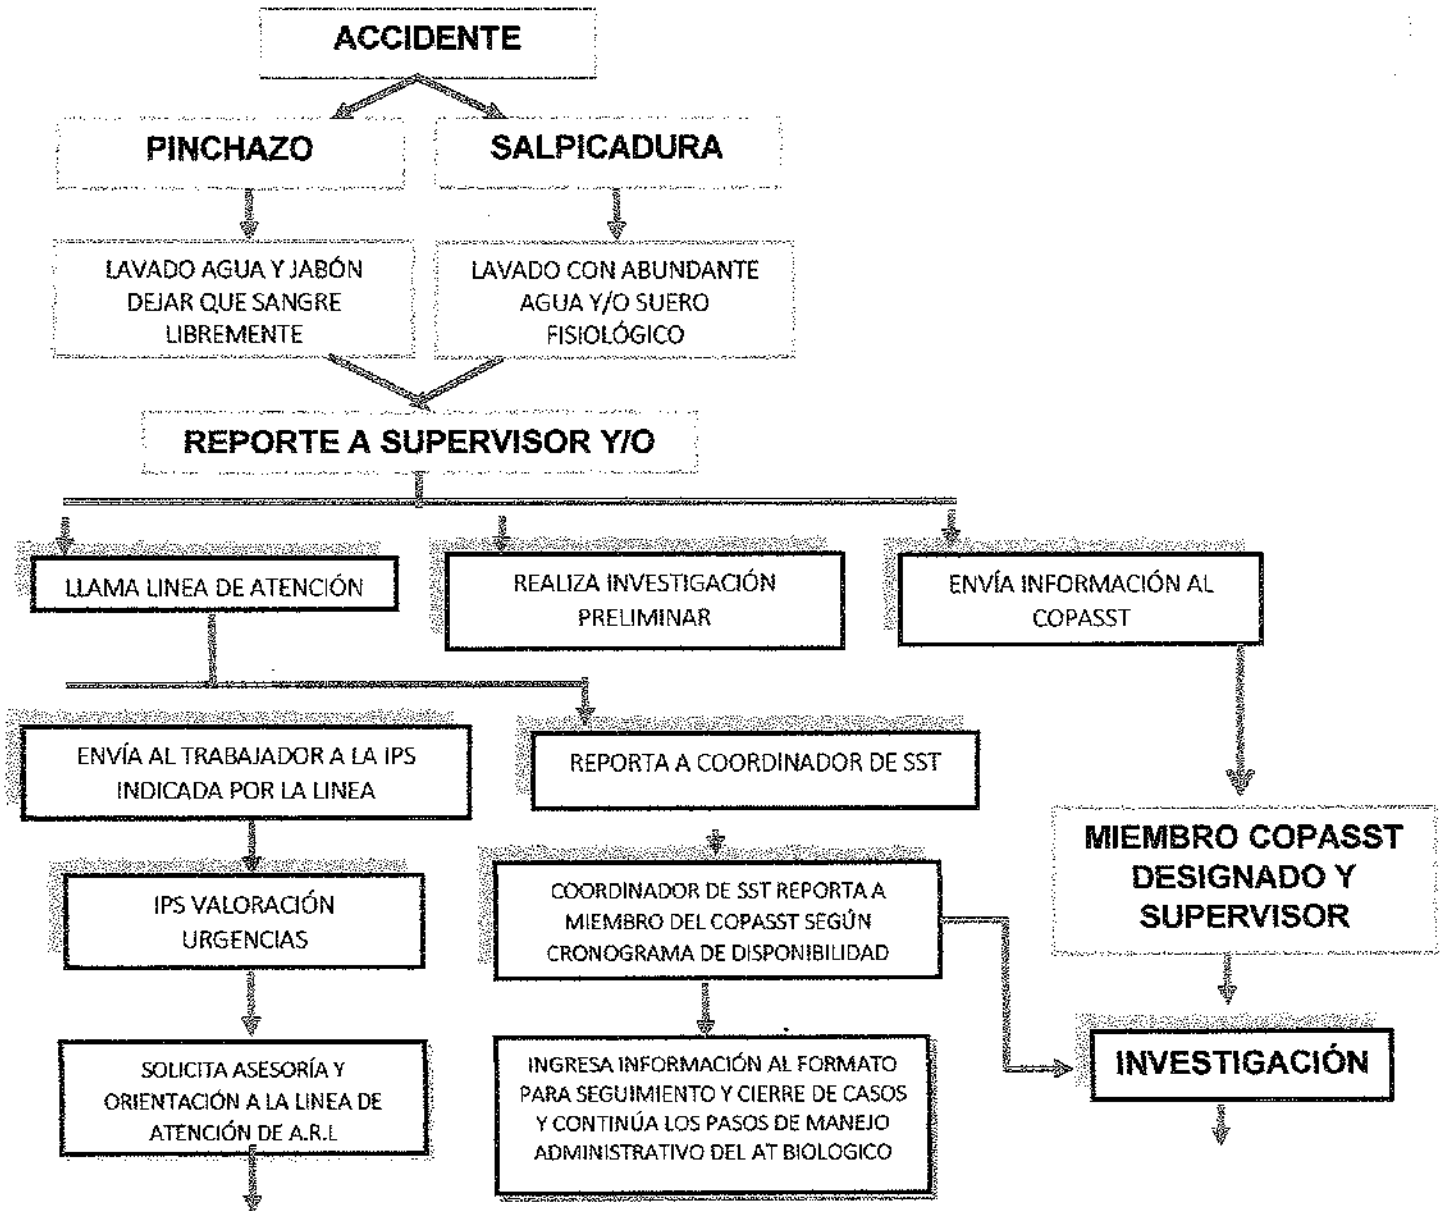 ACCIDENTE
PINCHAZO
SALPICADURA
LAVADO AGUA Y JABÓN
DEJAR QUE SANGRE
LIBREMENTE
LAVADO CON ABUNDANTE
AGUA Y/O SUERO
FISIOLÓGICO
REPORTE A SUPERVISOR Y/O
LLAMA LINEA DE ATENCIÓN
REALIZA INVESTIGACIÓN
PRELIMINAR
ENVÍA INFORMACIÓN AL
COPASST
ENVÍA AL TRABAJADOR A LA IPS
INDICADA POR LA LINEA
REPORTA A COORDINADOR DE SST
MIEMBRO COPASST
DESIGNADO Y
SUPERVISOR
IPS VALORACIÓN
URGENCIAS
COORDINADOR DE SST REPORTA A
MIEMBRO DEL COPASST SEGÚN
CRONOGRAMA DE DISPONIBILIDAD
INVESTIGACIÓN
SOLICITA ASESORÍA Y
ORIENTACIÓN A LA LINEA DE
ATENCIÓN DE A.R.L
INGRESA INFORMACIÓN AL FORMATO
PARA SEGUIMIENTO Y CIERRE DE CASOS
Y CONTINÚA LOS PASOS DE MANEJO
ADMINISTRATIVO DEL AT BIOLOGICO